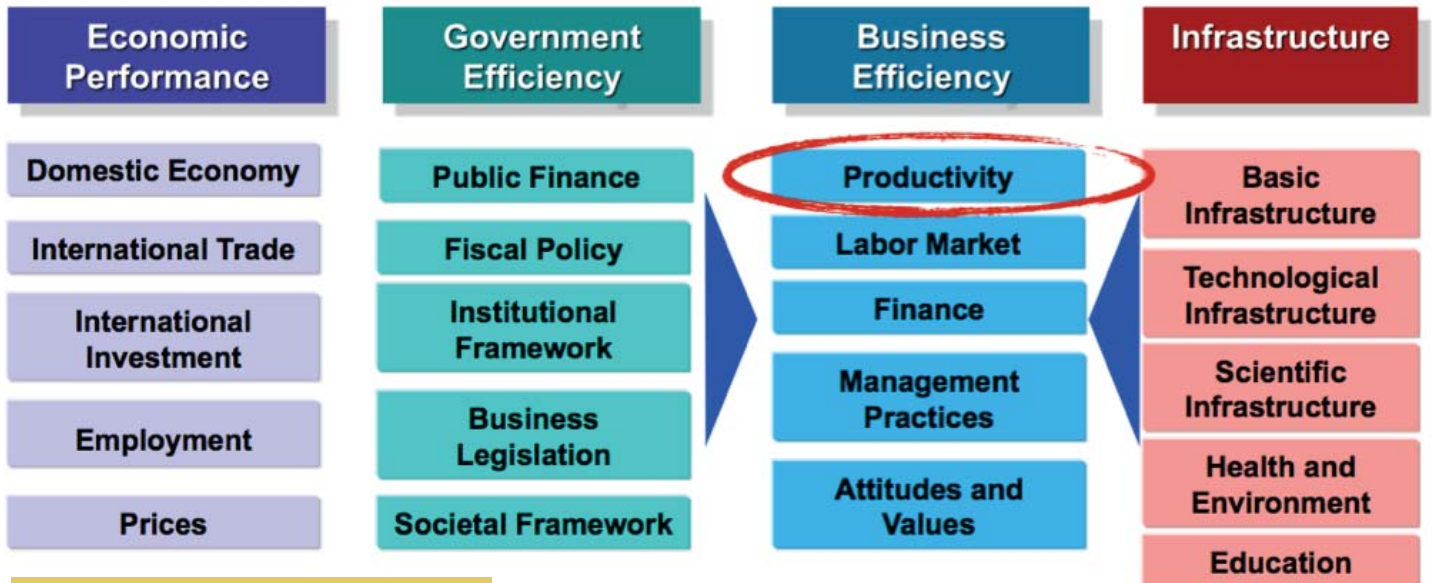 Economic
Performance
Domestic Economy
International Trade
International
Investment
Employment
Prices
Government
Efficiency
Public Finance
Fiscal Policy
Institutional
Framework
Business
Legislation
Societal Framework
Business
Efficiency
Productivity
Labor Market
Finance
Management
Practices
Attitudes and
Values
Infrastructure
Basic
Infrastructure
Technological
Infrastructure
Scientific
Infrastructure
Health and
Environment
Education